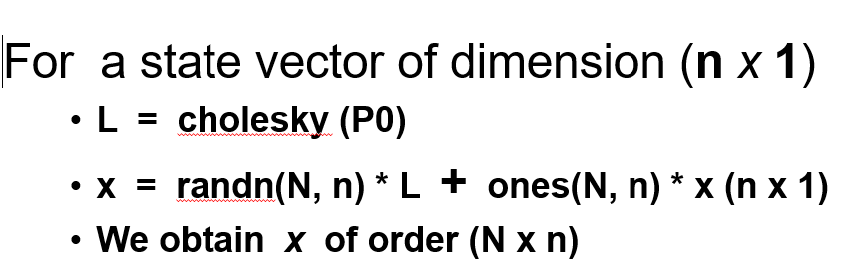 For a state vector of dimension (n x 1)
• L = cholesky (P0)
• x = randn(N, n) * L + ones(N, n) * x (n x 1)
• We obtain x of order (N x n)